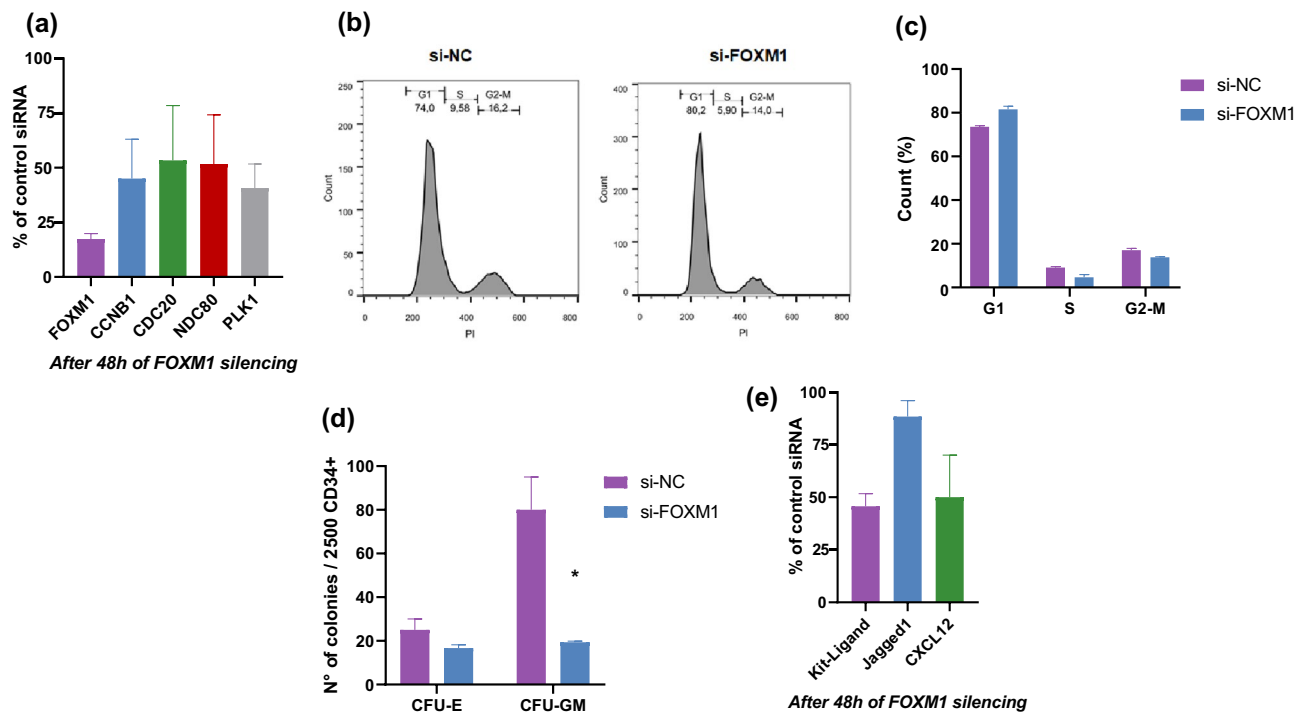 (a)
% of control siRNA
100
75
50
25
0
FOXM1
CCNB1
CDC20
NDC80
PLK1
After 48h of FOXM1 silencing
(b)
si-NC
250
200
150
100
50
0
Count
G1 S G2-M
74,0 9,58 16,2
0 200 400 600 800
PI
si-FOXM1
400
300
200
100
0
Count
G1 S G2-M
80,2 5,90 14,0
0 200 400 600 800
PI
(c)
Count (%)
100
80
60
40
20
0
G1 S G2-M
si-NC
si-FOXM1
(d)
N° of colonies / 2500 CD34+
100
80
60
40
20
0
*
CFU-E CFU-GM
si-NC
si-FOXM1
(e)
% of control siRNA
100
75
50
25
0
Kit-Ligand
Jagged1
CXCL12
After 48h of FOXM1 silencing